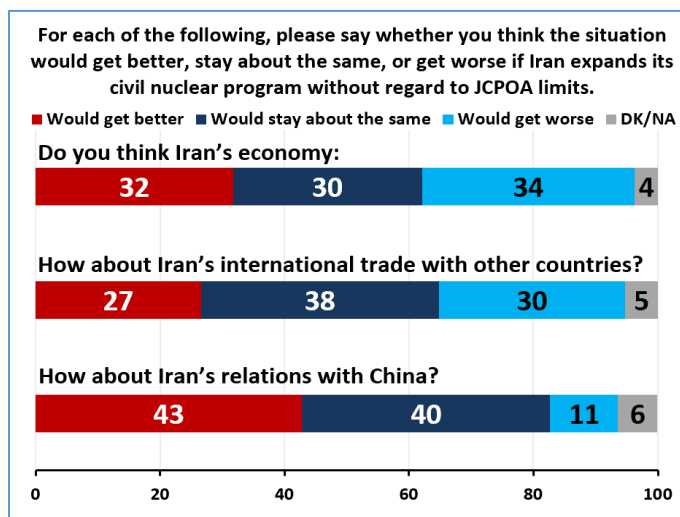 For each of the following, please say whether you think the situation
would get better, stay about the same, or get worse if Iran expands its
civil nuclear program without regard to JCPOA limits.
Would get better Would stay about the same Would get worse DK/NA
Do you think Iran’s economy:
32 30 34 4
How about Iran’s international trade with other countries?
27 38 30 5
How about Iran’s relations with China?
43 40 11 6
0 20 40 60 80 100